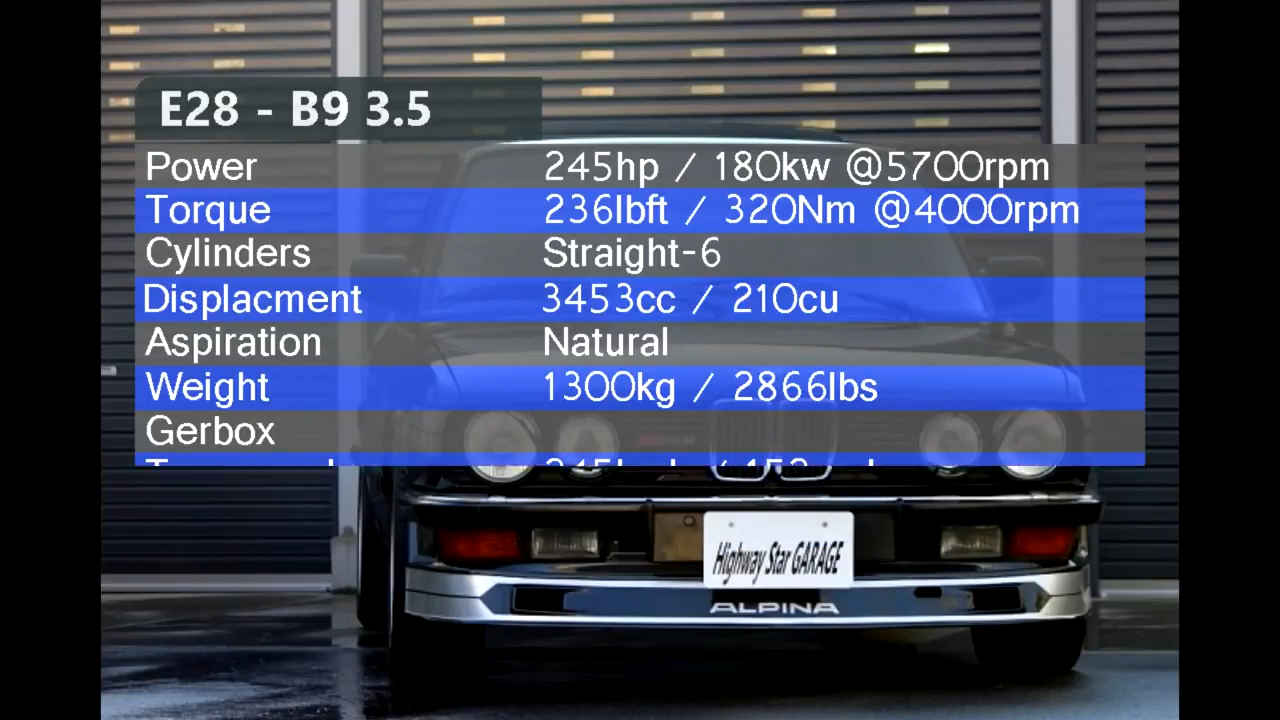 E28 - B9 3.5
Power 245hp / 180kw @5700rpm
Torque 236lbft / 320Nm @4000rpm
Cylinders Straight-6
Displacment 3453cc / 210cu
Aspiration Natural
Weight 1300kg / 2866lbs
Gerbox
Highway Star GARAGE
ALPINA